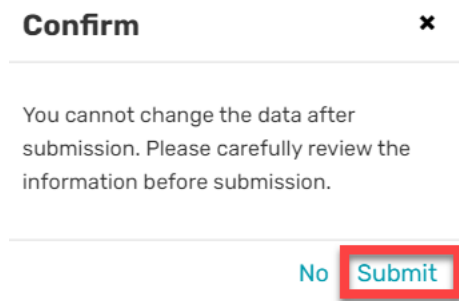 Confirm
You cannot change the data after
submission. Please carefully review the
information before submission.
No Submit